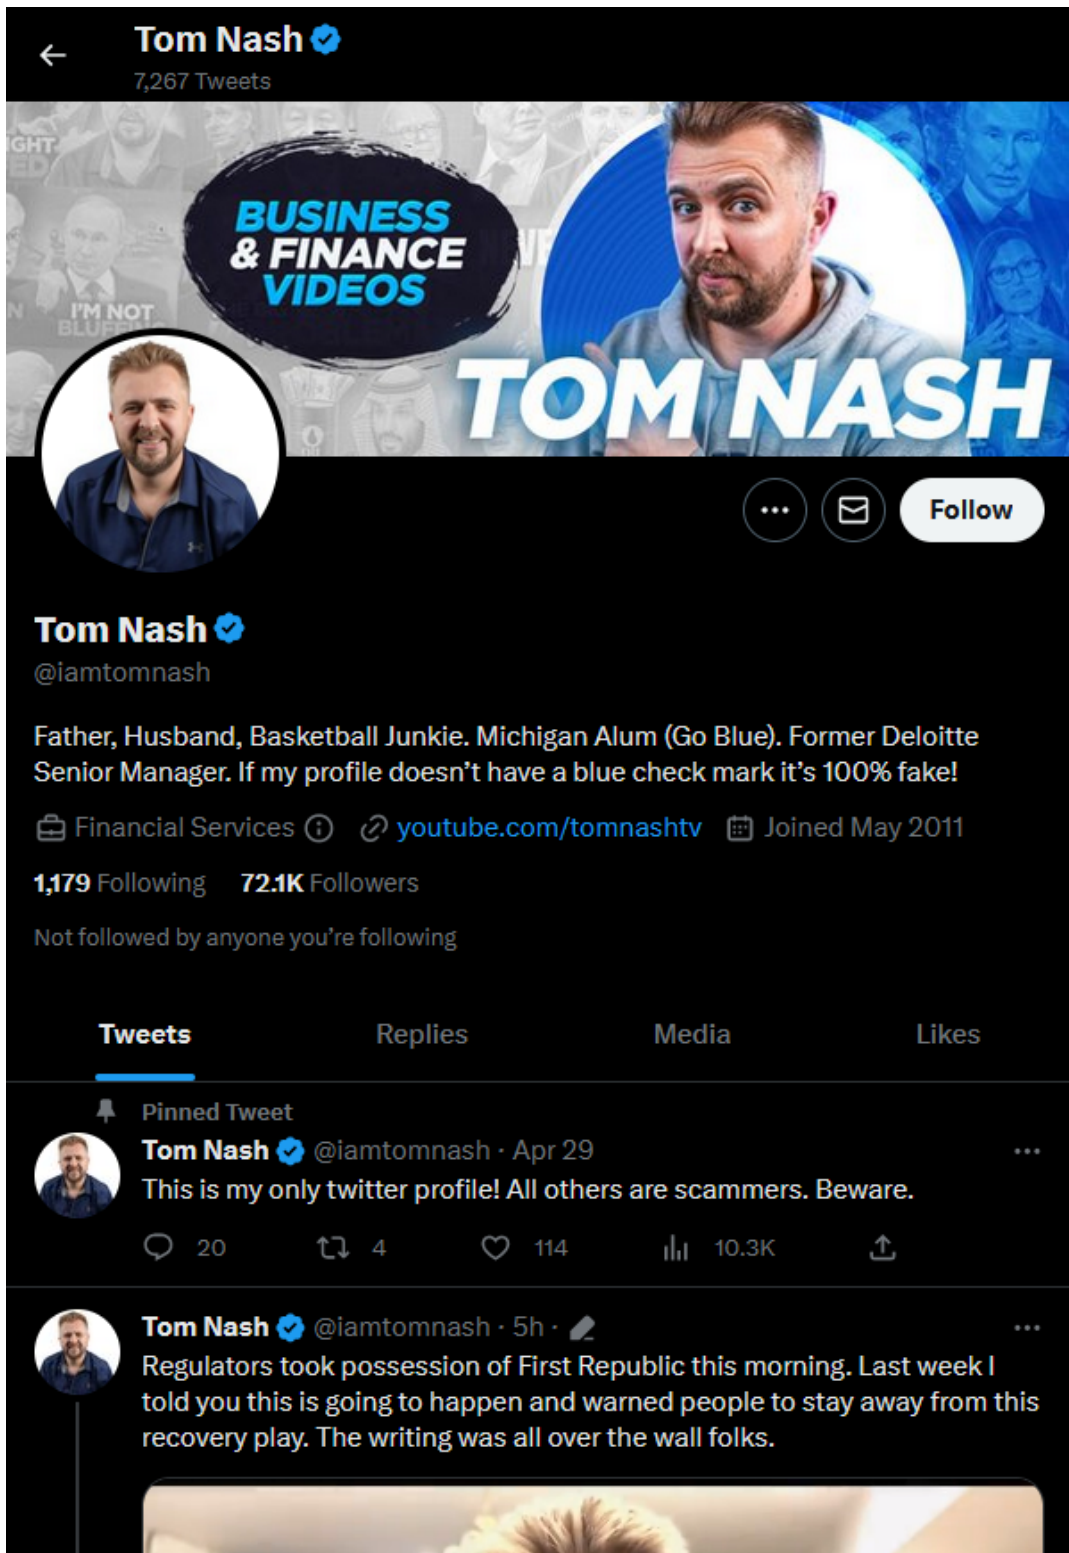 Tom Nash
7,267 Tweets
BUSINESS
& FINANCE
VIDEOS
I'M NOT
TOM NASH
Follow
Tom Nash
@iamtomnash
Father, Husband, Basketball Junkie. Michigan Alum (Go Blue). Former Deloitte
Senior Manager. If my profile doesn't have a blue check mark it's 100% fake!
Financial Services youtube.com/tomnashtv Joined May 2011
1,179 Following 72.1K Followers
Not followed by anyone you're following
Tweets Replies Media Likes
Pinned Tweet
Tom Nash @iamtomnash · Apr 29
This is my only twitter profile! All others are scammers. Beware.
20 4 114 10.3K
Tom Nash @iamtomnash · 5h ·
Regulators took possession of First Republic this morning. Last week I
told you this is going to happen and warned people to stay away from this
recovery play. The writing was all over the wall folks.